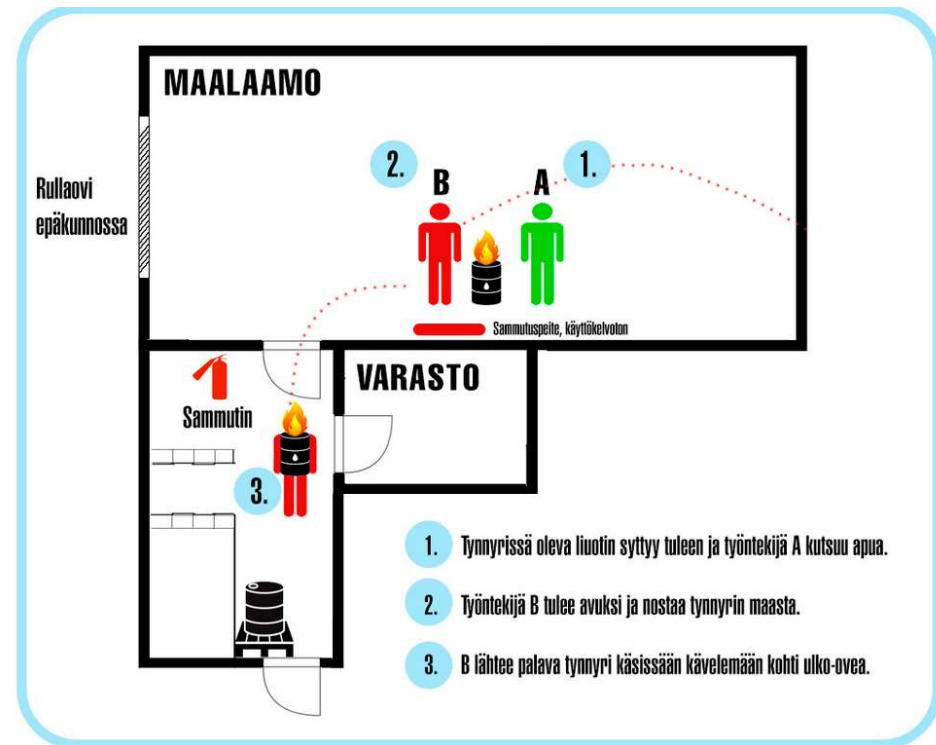 MAALAAMO
Rullaovi
epäkunnossa
2.
B
A
1.
Sammutuspeite, käyttökelvoton
VARASTO
Sammutin
3.
1. Tynnyrissä oleva liuotin syttyy tuleen ja työntekijä A kutsuu apua.
2. Työntekijä B tulee avuksi ja nostaa tynnyrin maasta.
3. B lähtee palava tynnyri käsissään kävelemään kohti ulko-ovea.